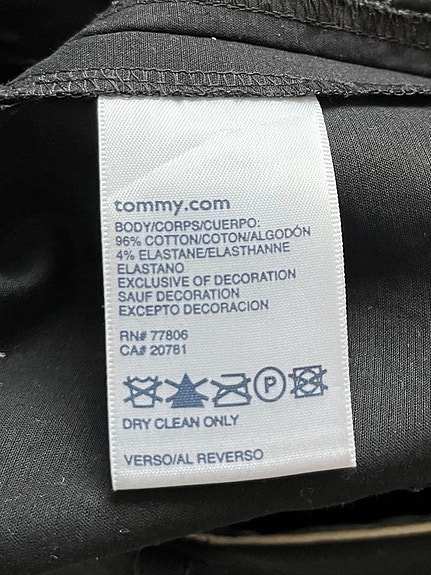 tommy.com
BODY/CORPS/CUERPO:
96% COTTON/COTON/ALGODÓN
4% ELASTANE/ELASTHANNE
ELASTANO
EXCLUSIVE OF DECORATION
SAUF DECORATION
EXCEPTO DECORACION
RN# 77806
CA# 20781
P
DRY CLEAN ONLY
VERSO/AL REVERSO